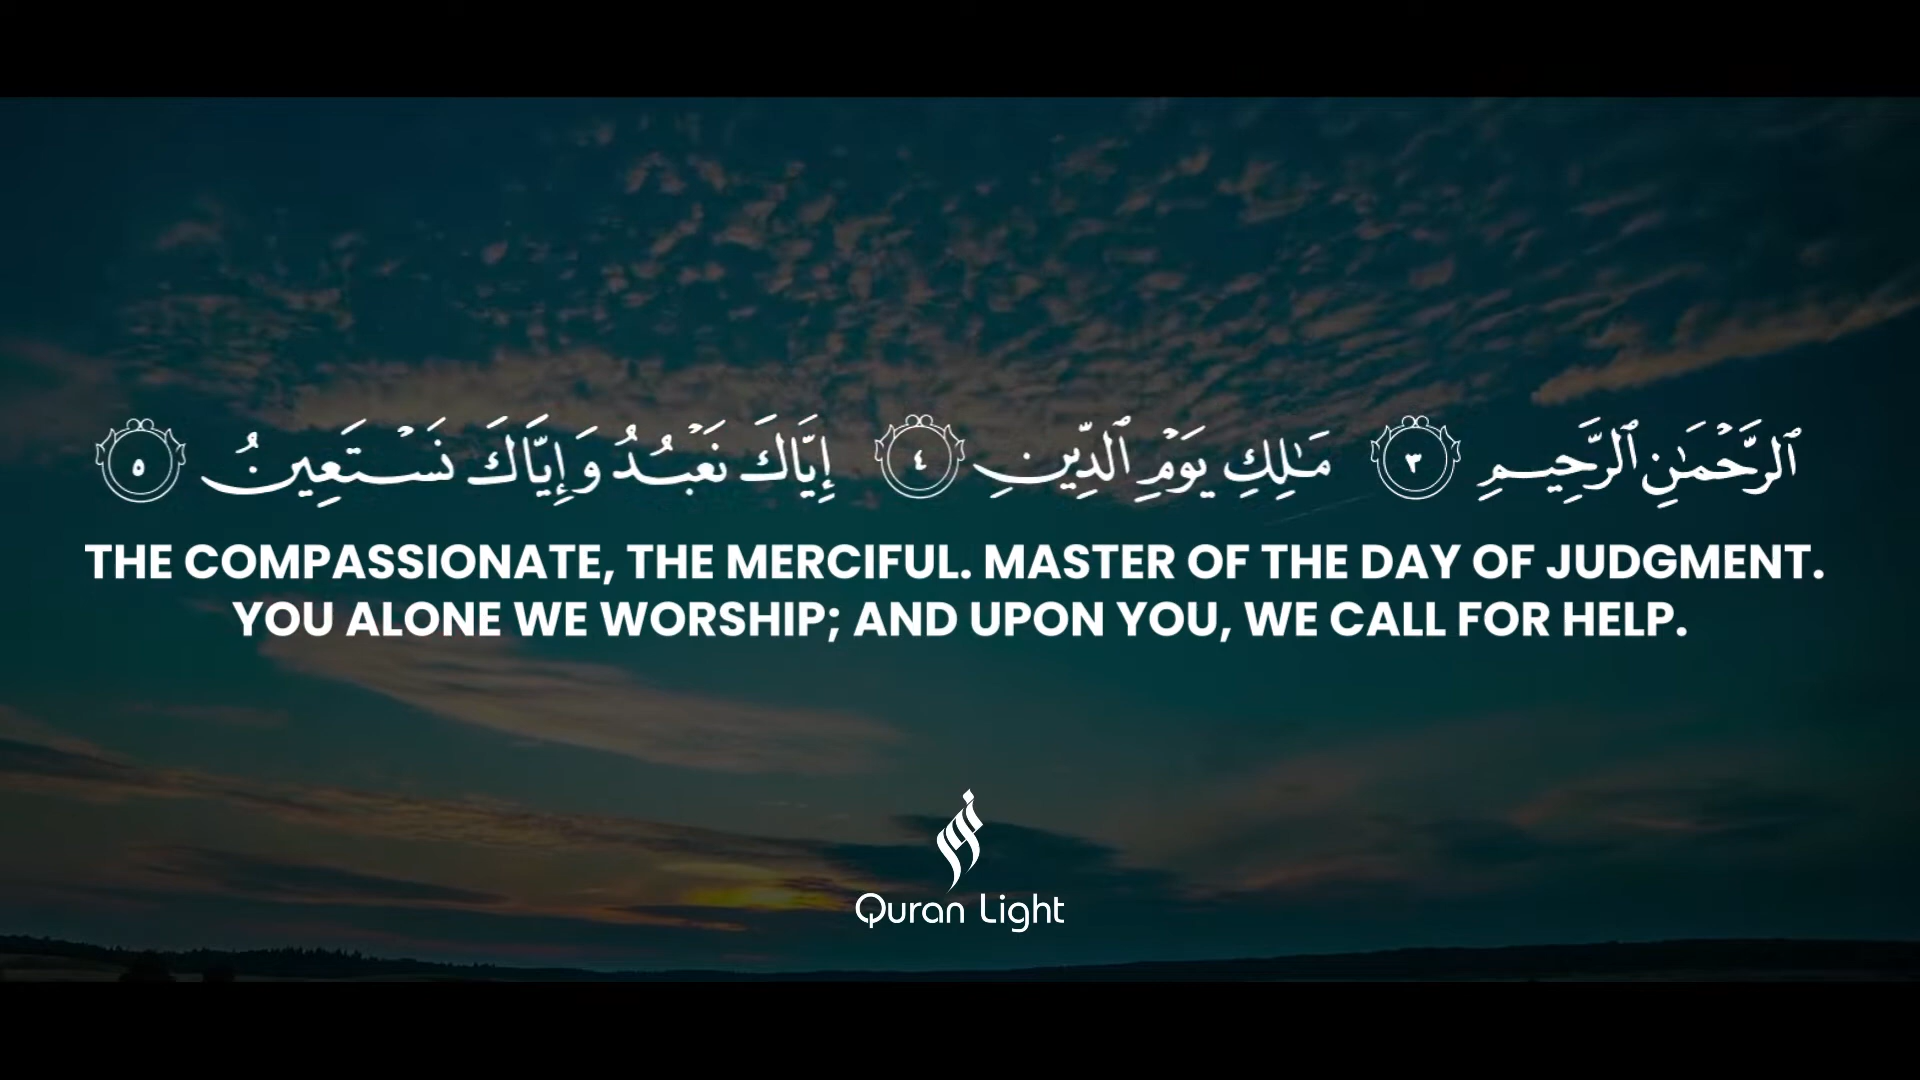 ٱلرَّحْمَـٰنِ ٱلرَّحِيمِ ٣ مَـٰلِكِ يَوْمِ ٱلدِّينِ ٤ إِيَّاكَ نَعْبُدُ وَإِيَّاكَ نَسْتَعِينُ ٥
THE COMPASSIONATE, THE MERCIFUL. MASTER OF THE DAY OF JUDGMENT.
YOU ALONE WE WORSHIP; AND UPON YOU, WE CALL FOR HELP.
Quran Light